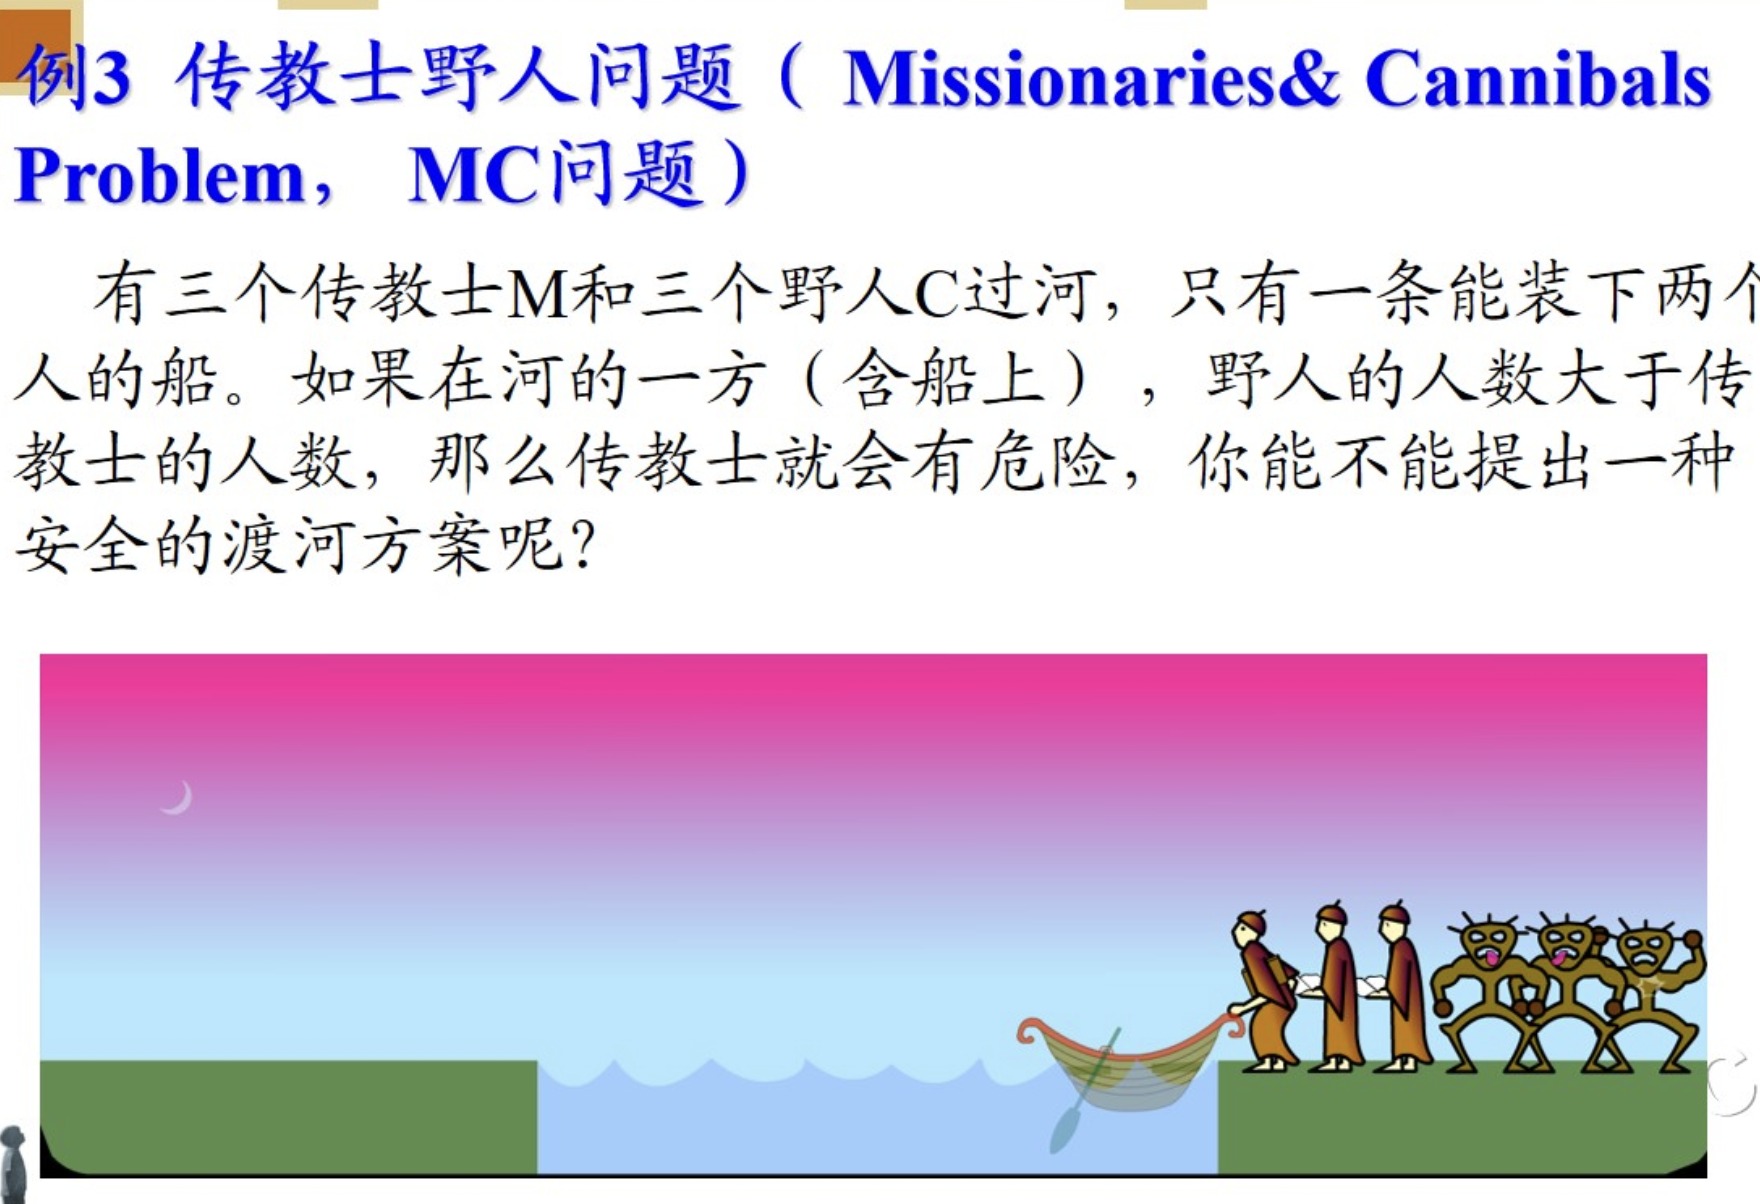 例3 传教士野人问题（ Missionaries& Cannibals
Problem， MC问题）
有三个传教士M和三个野人C过河，只有一条能装下两个
人的船。如果在河的一方（含船上），野人的人数大于传
教士的人数，那么传教士就会有危险，你能不能提出一种
安全的渡河方案呢？